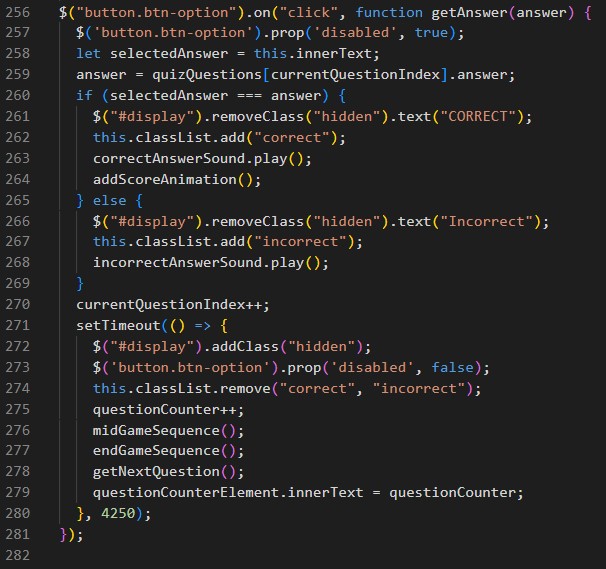 256 $("button.btn-option").on("click", function getAnswer(answer) {
257   $('button.btn-option').prop('disabled', true);
258   let selectedAnswer = this.innerText;
259   answer = quizQuestions[currentQuestionIndex].answer;
260   if (selectedAnswer === answer) {
261     $("#display").removeClass("hidden").text("CORRECT");
262     this.classList.add("correct");
263     correctAnswerSound.play();
264     addScoreAnimation();
265   } else {
266     $("#display").removeClass("hidden").text("Incorrect");
267     this.classList.add("incorrect");
268     incorrectAnswerSound.play();
269   }
270   currentQuestionIndex++;
271   setTimeout(() => {
272     $("#display").addClass("hidden");
273     $('button.btn-option').prop('disabled', false);
274     this.classList.remove("correct", "incorrect");
275     questionCounter++;
276     midGameSequence();
277     endGameSequence();
278     getNextQuestion();
279     questionCounterElement.innerText = questionCounter;
280   }, 4250);
281 });
282